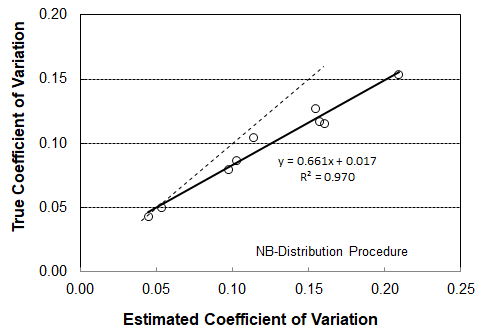 0.20
0.15
0.10
0.05
0.00
True Coefficient of Variation
y = 0.661x + 0.017
R² = 0.970
NB-Distribution Procedure
0.00 0.05 0.10 0.15 0.20 0.25
Estimated Coefficient of Variation